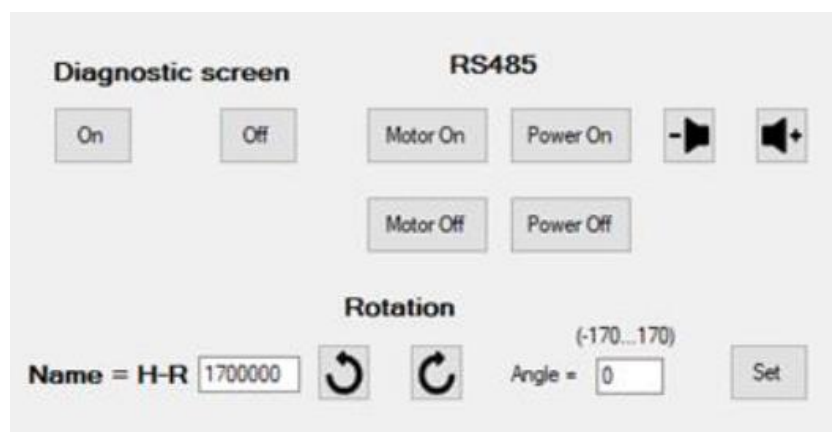 Diagnostic screen
RS485
On
Off
Motor On
Power On
-
+
Motor Off
Power Off
Rotation
(-170...170)
Name = H-R
1700000
Angle =
0
Set